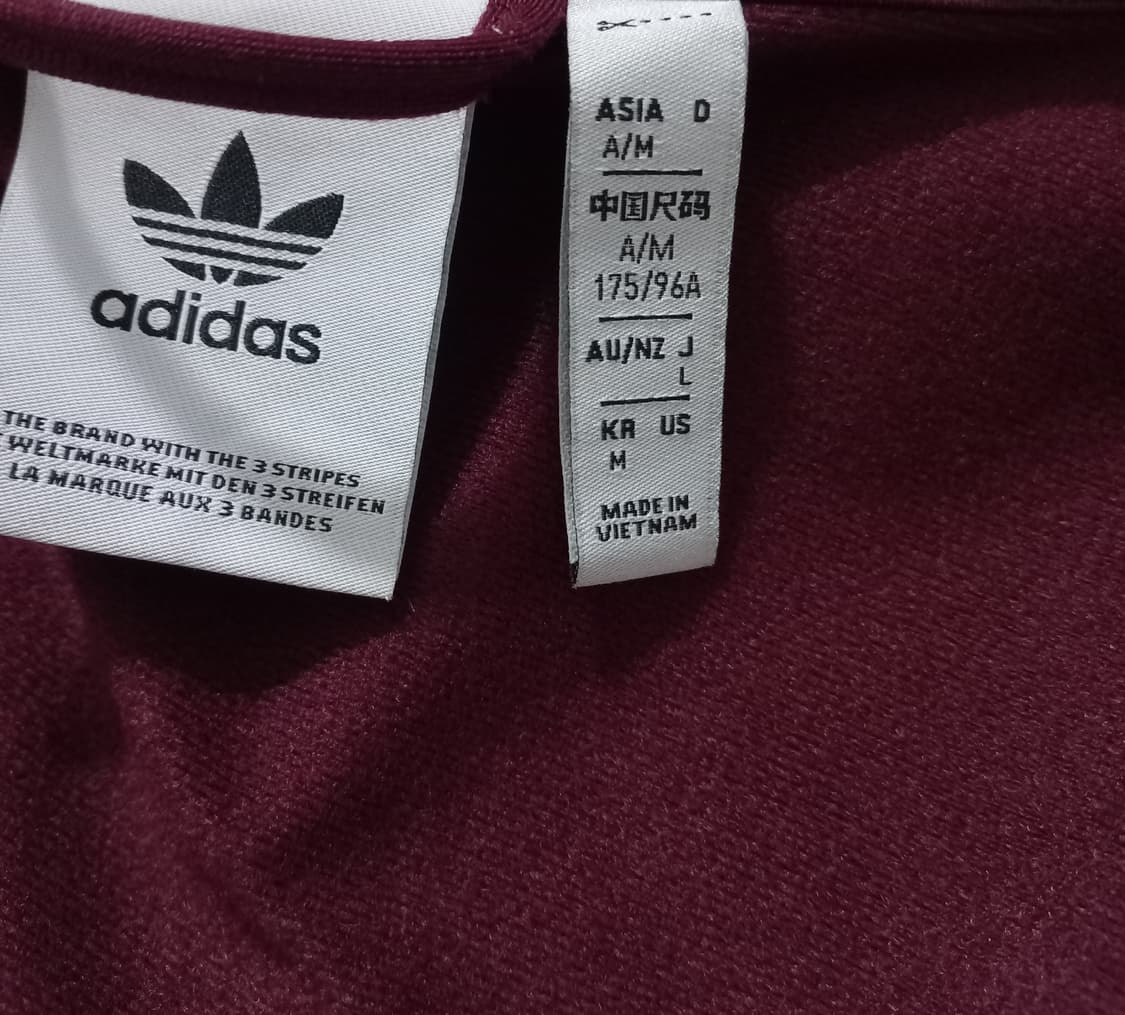 adidas
THE BRAND WITH THE 3 STRIPES
WELTMARKE MIT DEN 3 STREIFEN
LA MARQUE AUX 3 BANDES
ASIA D
A/M
中国尺码
A/M
175/96A
AU/NZ J
L
KR US
M
MADE IN
VIETNAM